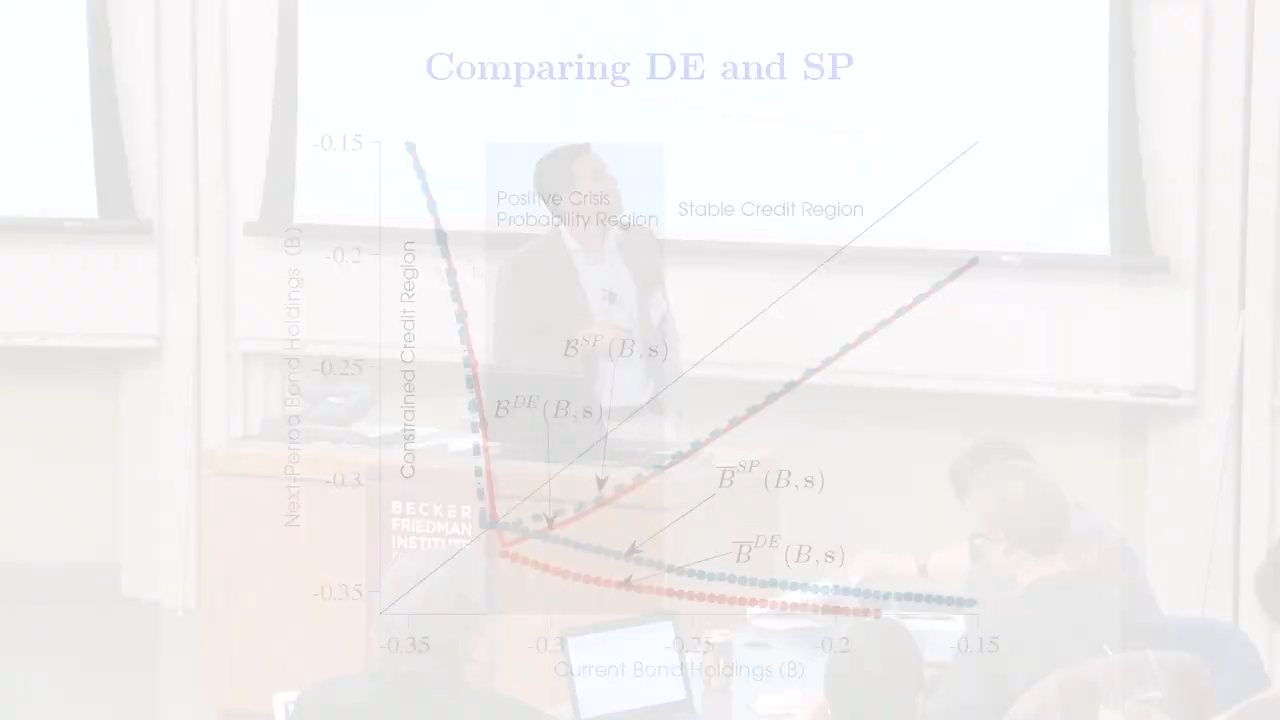 Comparing DE and SP
-0.15
-0.2
-0.25
-0.3
-0.35
Next-Period Bond Holdings (B)
Constrained Credit Region
Positive Crisis
Probability Region
Stable Credit Region
𝓑^SP(B, s)
𝓑^DE(B, s)
B̅^SP(B, s)
B̅^DE(B, s)
BECKER
FRIEDMAN
INSTITUTE
-0.35
-0.3
-0.25
-0.2
-0.15
Current Bond Holdings (B)